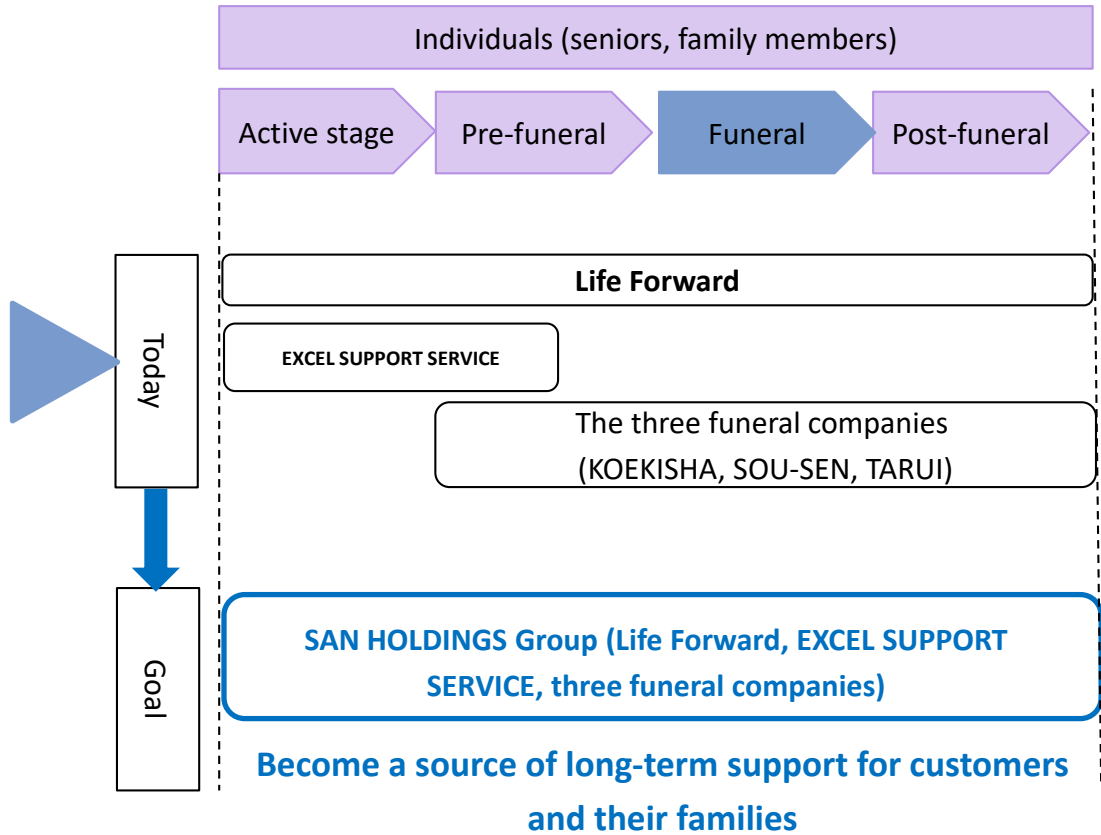 Individuals (seniors, family members)
Active stage
Pre-funeral
Funeral
Post-funeral
Today
Life Forward
EXCEL SUPPORT SERVICE
The three funeral companies
(KOEKISHA, SOU-SEN, TARUI)
Goal
SAN HOLDINGS Group (Life Forward, EXCEL SUPPORT
SERVICE, three funeral companies)
Become a source of long-term support for customers
and their families